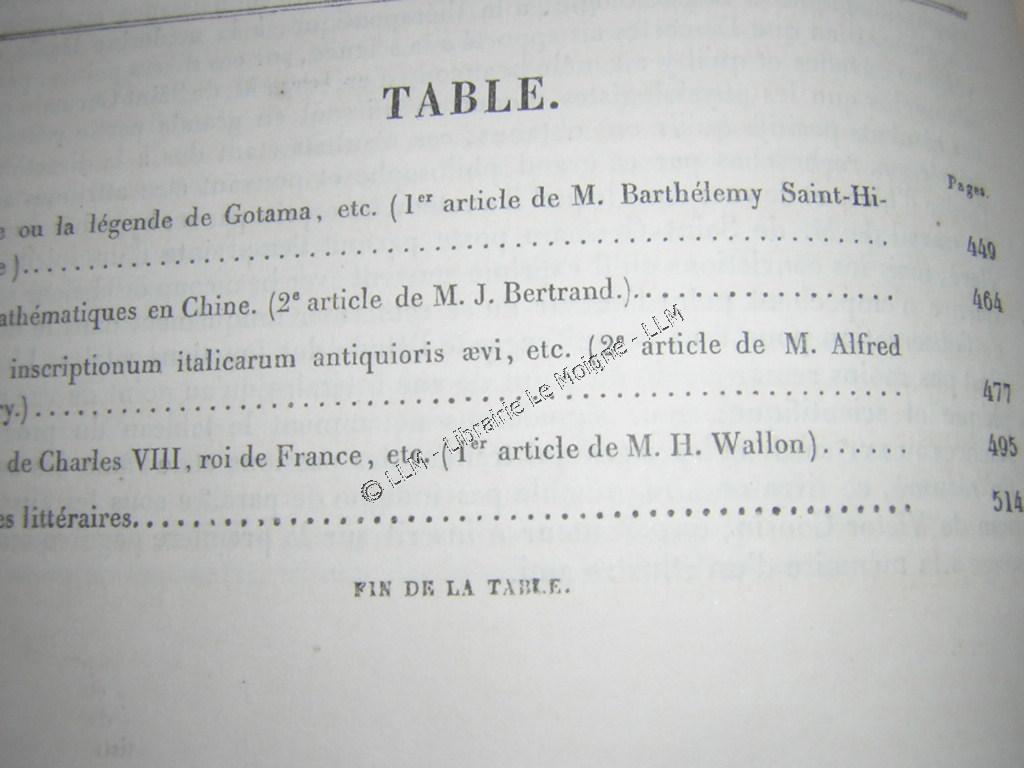 TABLE.
Pages.
e ou la légende de Gotama, etc. (1er article de M. Barthélemy Saint-Hi-
e)........................................ 449
athématiques en Chine. (2e article de M. J. Bertrand.)............... 464
inscriptionum italicarum antiquioris ævi, etc. (2e article de M. Alfred
ry.)........................................ 477
de Charles VIII, roi de France, etc. (1er article de M. H. Wallon)...... 495
es littéraires........................................ 514
FIN DE LA TABLE.
© LLM - Librairie Le Moigne - LLM